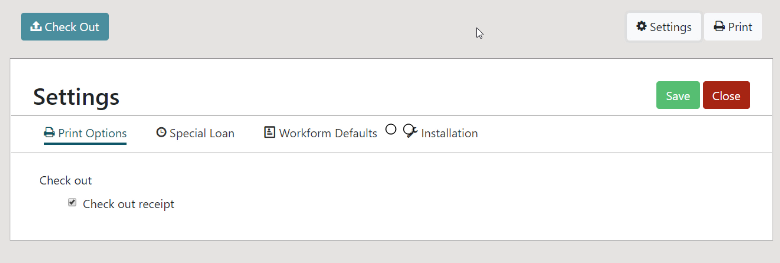 Check Out
Settings
Print
Settings
Save
Close
Print Options
Special Loan
Workform Defaults
Installation
Check out
Check out receipt